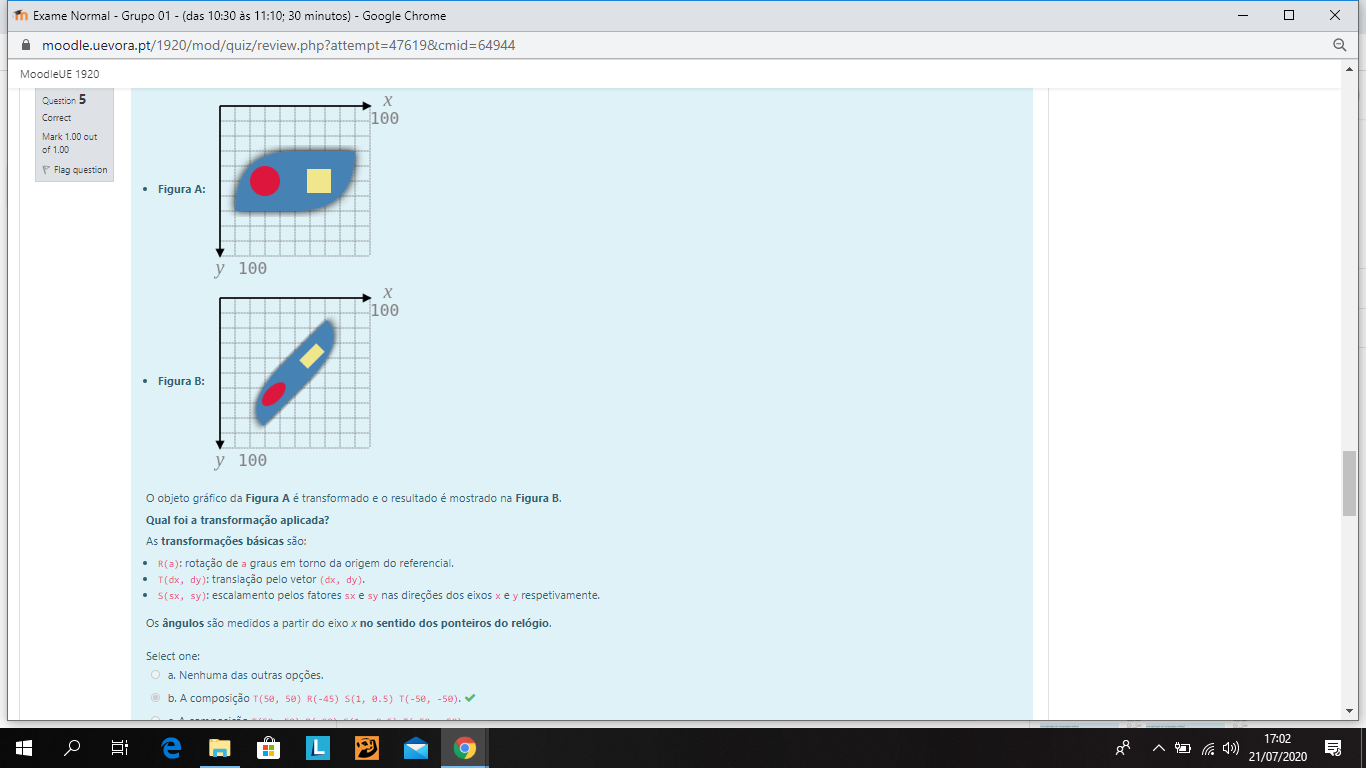 Exame Normal - Grupo 01 - (das 10:30 às 11:10; 30 minutos) - Google Chrome
moodle.uevora.pt/1920/mod/quiz/review.php?attempt=47619&cmid=64944
MoodleUE 1920
Question 5
Correct
Mark 1.00 out
of 1.00
Flag question
x
100
Figura A:
y 100
x
100
Figura B:
y 100
O objeto gráfico da Figura A é transformado e o resultado é mostrado na Figura B.
Qual foi a transformação aplicada?
As transformações básicas são:
R(a): rotação de a graus em torno da origem do referencial.
T(dx, dy): translação pelo vetor (dx, dy).
S(sx, sy): escalamento pelos fatores sx e sy nas direções dos eixos x e y respetivamente.
Os ângulos são medidos a partir do eixo x no sentido dos ponteiros do relógio.
Select one:
a. Nenhuma das outras opções.
b. A composição T(50, 50) R(-45) S(1, 0.5) T(-50, -50).
17:02
21/07/2020